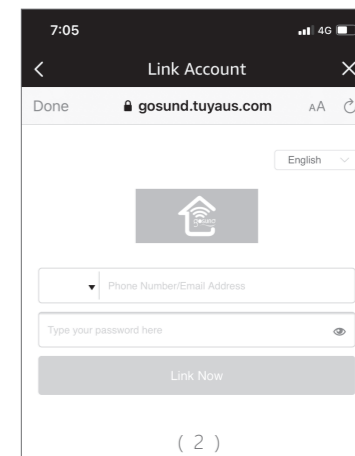 7:05 4G
Link Account
Done gosund.tuyaus.com AA
English
GOSUND
Phone Number/Email Address
Type your password here
Link Now
( 2 )